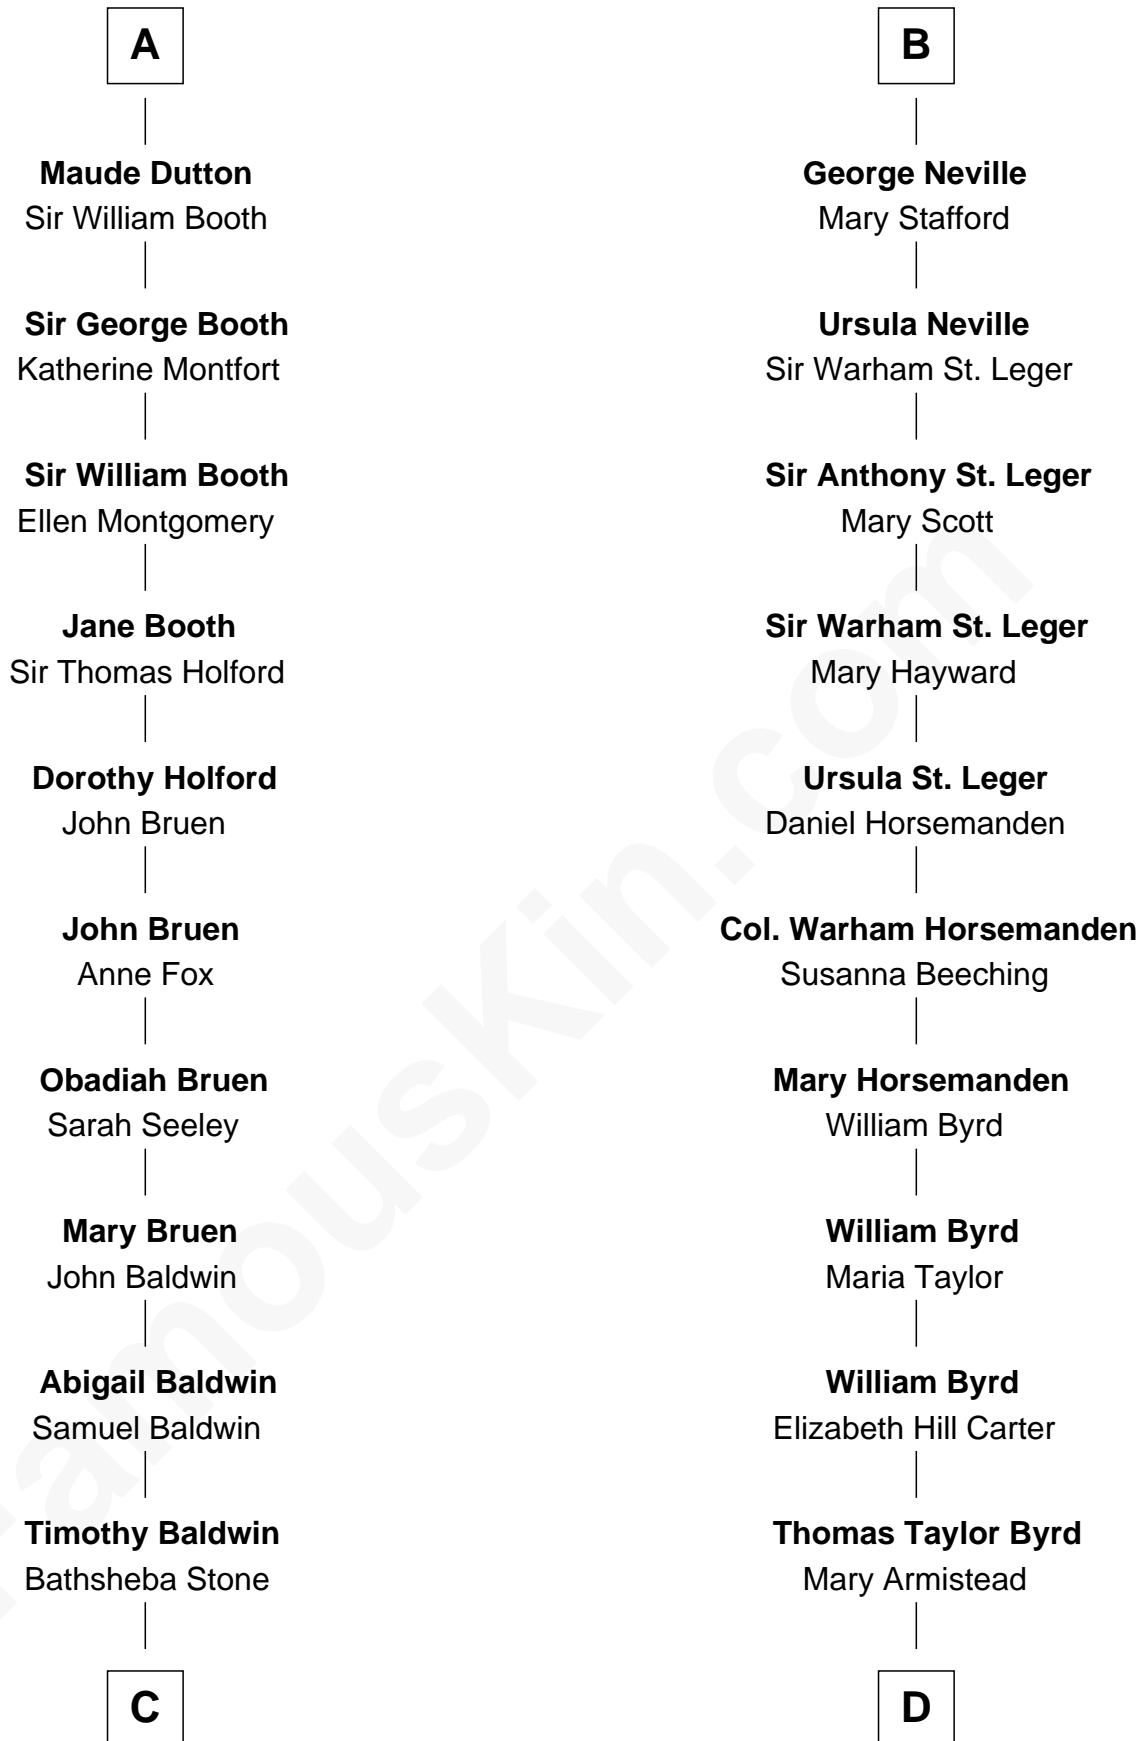 A
Maude Dutton
Sir William Booth
Sir George Booth
Katherine Montfort
Sir William Booth
Ellen Montgomery
Jane Booth
Sir Thomas Holford
Dorothy Holford
John Bruen
John Bruen
Anne Fox
Obadiah Bruen
Sarah Seeley
Mary Bruen
John Baldwin
Abigail Baldwin
Samuel Baldwin
Timothy Baldwin
Bathsheba Stone
C
B
George Neville
Mary Stafford
Ursula Neville
Sir Warham St. Leger
Sir Anthony St. Leger
Mary Scott
Sir Warham St. Leger
Mary Hayward
Ursula St. Leger
Daniel Horsemanden
Col. Warham Horsemanden
Susanna Beeching
Mary Horsemanden
William Byrd
William Byrd
Maria Taylor
William Byrd
Elizabeth Hill Carter
Thomas Taylor Byrd
Mary Armistead
D
FamousKin.com